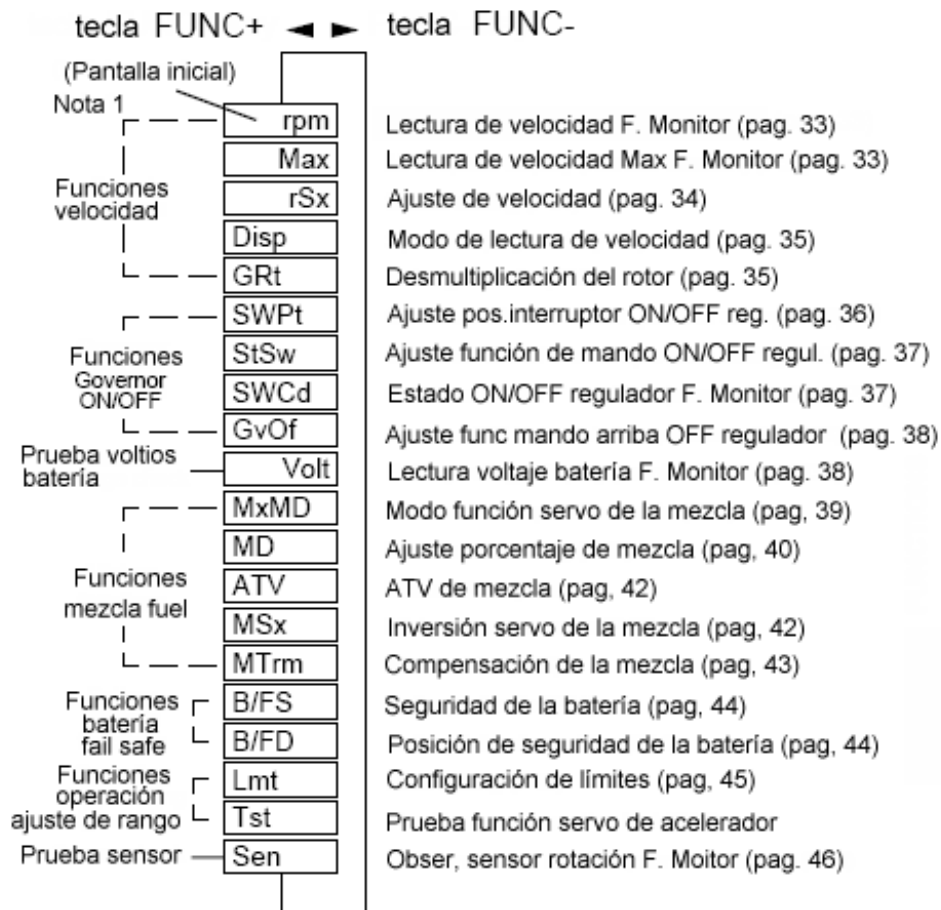 tecla FUNC+ ◄ ► tecla FUNC-
(Pantalla inicial)
Nota 1
rpm Lectura de velocidad F. Monitor (pag. 33)
Max Lectura de velocidad Max F. Monitor (pag. 33)
Funciones velocidad
rSx Ajuste de velocidad (pag. 34)
Disp Modo de lectura de velocidad (pag. 35)
GRt Desmultiplicación del rotor (pag. 35)
SWPt Ajuste pos.interruptor ON/OFF reg. (pag. 36)
Funciones Governor ON/OFF
StSw Ajuste función de mando ON/OFF regul. (pag. 37)
SWCd Estado ON/OFF regulador F. Monitor (pag. 37)
GvOf Ajuste func mando arriba OFF regulador (pag. 38)
Prueba voltios batería
Volt Lectura voltaje batería F. Monitor (pag. 38)
MxMD Modo función servo de la mezcla (pag, 39)
MD Ajuste porcentaje de mezcla (pag, 40)
Funciones mezcla fuel
ATV ATV de mezcla (pag, 42)
MSx Inversión servo de la mezcla (pag, 42)
MTrm Compensación de la mezcla (pag, 43)
Funciones batería fail safe
B/FS Seguridad de la batería (pag, 44)
B/FD Posición de seguridad de la batería (pag, 44)
Funciones operación ajuste de rango
Lmt Configuración de límites (pag, 45)
Tst Prueba función servo de acelerador
Prueba sensor Sen Obser, sensor rotación F. Moitor (pag. 46)